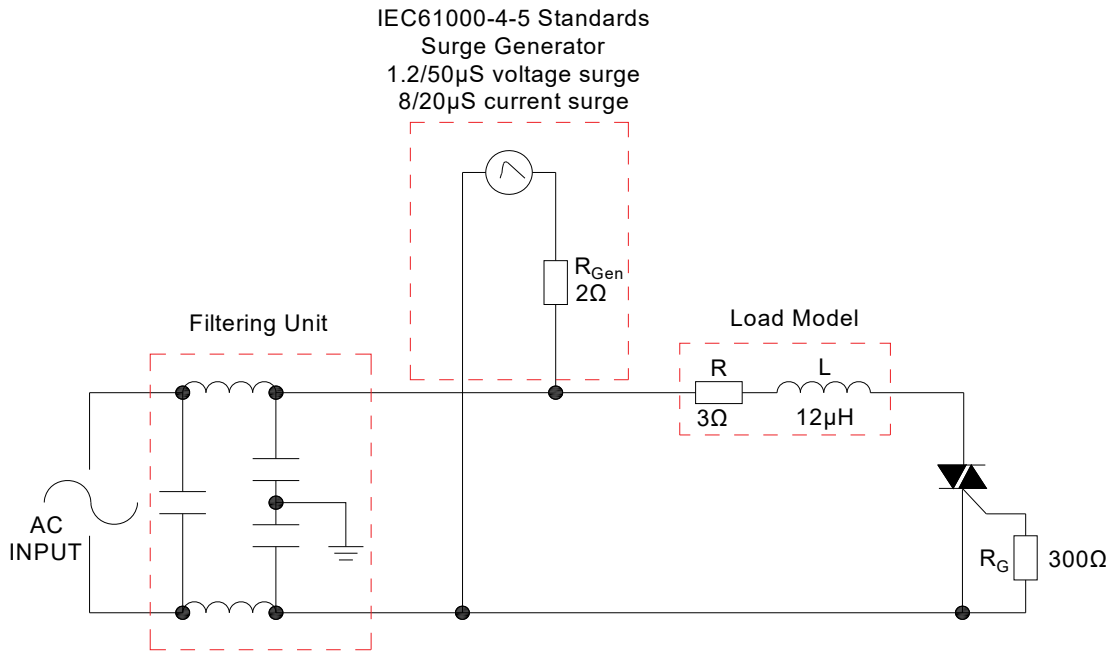 IEC61000-4-5 Standards
Surge Generator
1.2/50μS voltage surge
8/20μS current surge
RGen
2Ω
Filtering Unit
Load Model
R
L
3Ω
12μH
AC
INPUT
RG
300Ω